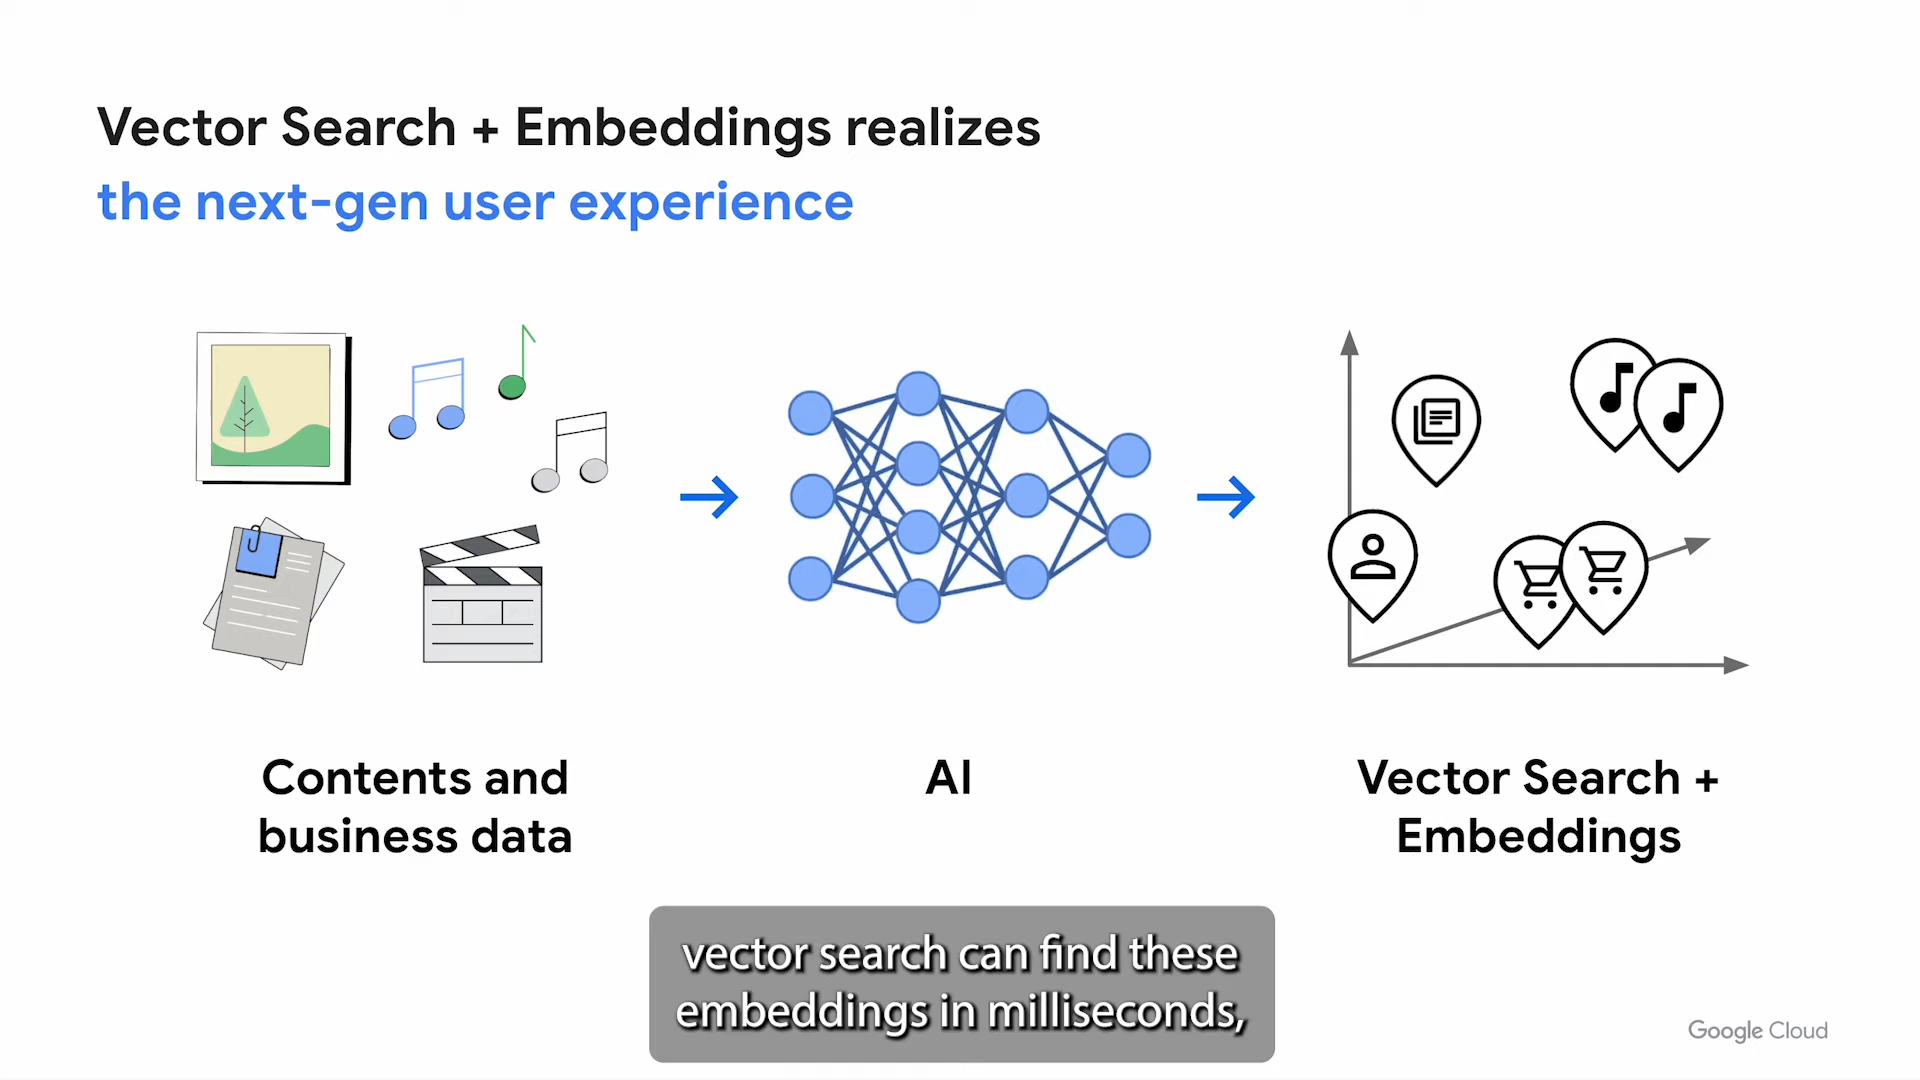 Vector Search + Embeddings realizes
the next-gen user experience
Contents and
business data
AI
Vector Search +
Embeddings
vector search can find these
embeddings in milliseconds,
Google Cloud